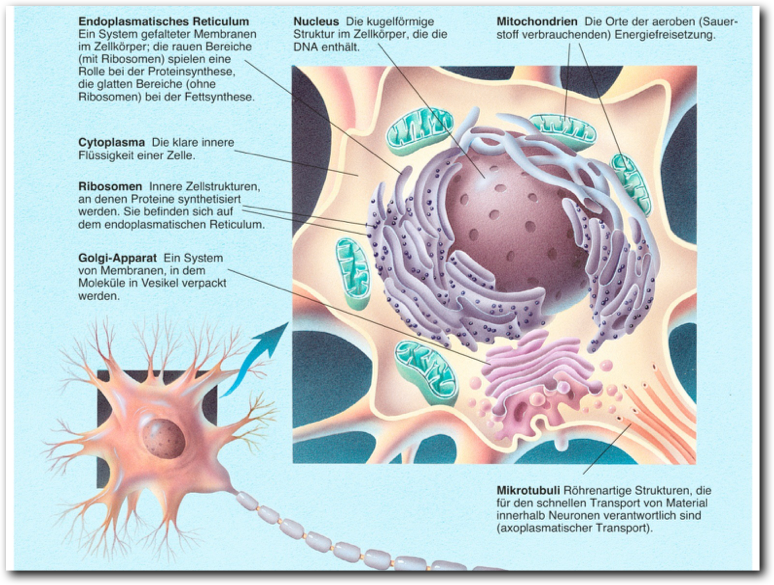 Endoplasmatisches Reticulum
Ein System gefalteter Membranen
im Zellkörper; die rauen Bereiche
(mit Ribosomen) spielen eine
Rolle bei der Proteinsynthese,
die glatten Bereiche (ohne
Ribosomen) bei der Fettsynthese.
Cytoplasma Die klare innere
Flüssigkeit einer Zelle.
Ribosomen Innere Zellstrukturen,
an denen Proteine synthetisiert
werden. Sie befinden sich auf
dem endoplasmatischen Reticulum.
Golgi-Apparat Ein System
von Membranen, in dem
Moleküle in Vesikel verpackt
werden.
Nucleus Die kugelförmige
Struktur im Zellkörper, die die
DNA enthält.
Mitochondrien Die Orte der aeroben (Sauer-
stoff verbrauchenden) Energiefreisetzung.
Mikrotubuli Röhrenartige Strukturen, die
für den schnellen Transport von Material
innerhalb Neuronen verantwortlich sind
(axoplasmatischer Transport).